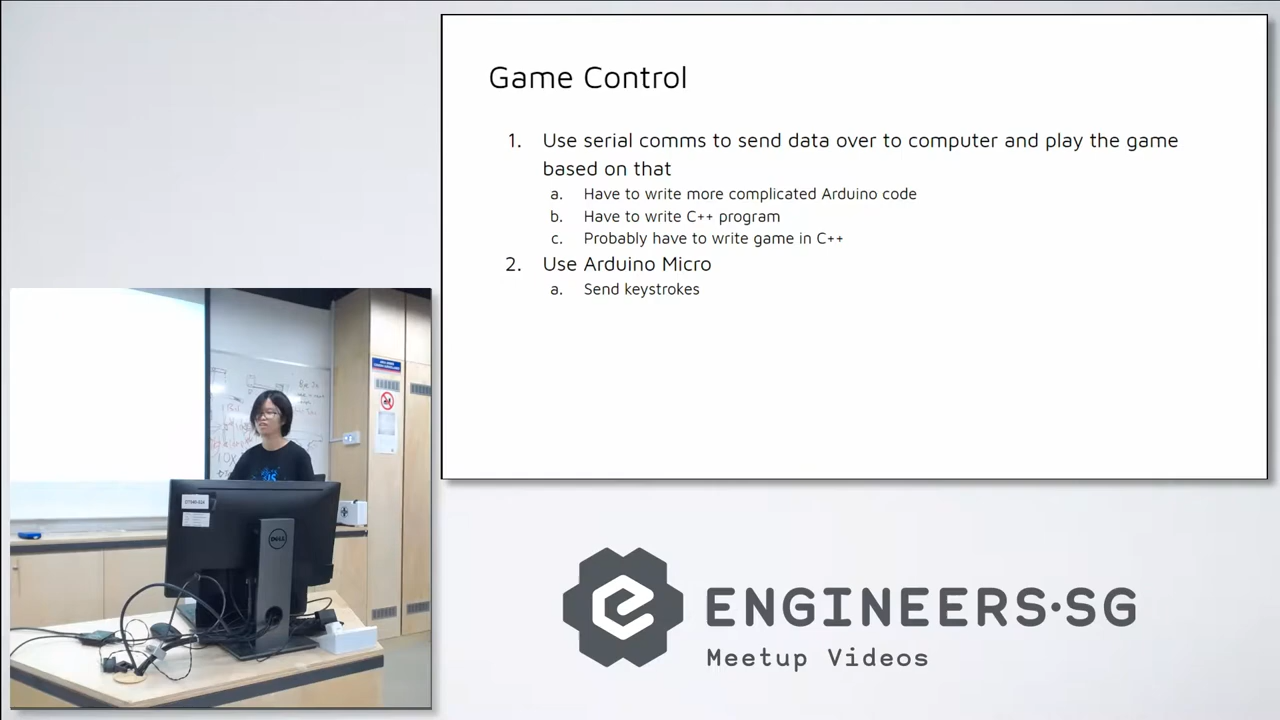 Game Control
1. Use serial comms to send data over to computer and play the game
based on that
a. Have to write more complicated Arduino code
b. Have to write C++ program
c. Probably have to write game in C++
2. Use Arduino Micro
a. Send keystrokes
DELL
ENGINEERS·SG
Meetup Videos